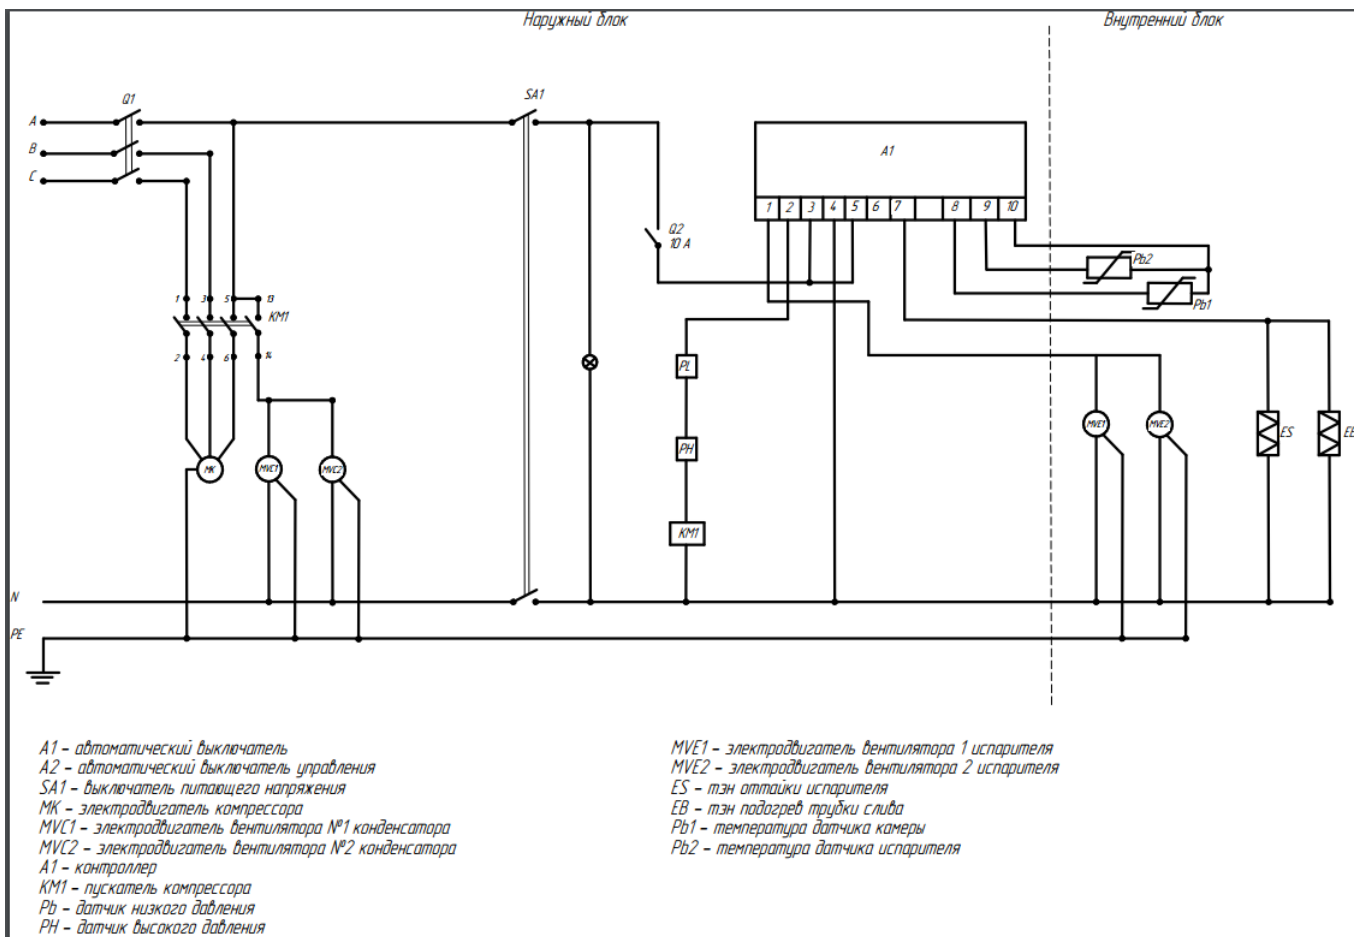 Наружный блок
Внутренний блок
Q1
SA1
A
B
C
A1
1 2 3 4 5 6 7 8 9 10
Q2
10 A
Pb2
Pb1
1 3 5 13
KM1
2 4 6 14
PL
PH
KM1
MK
MVC1
MVC2
MVE1
MVE2
ES
EB
N
PE
A1 - автоматический выключатель
A2 - автоматический выключатель управления
SA1 - выключатель питающего напряжения
MK - электродвигатель компрессора
MVC1 - электродвигатель вентилятора №1 конденсатора
MVC2 - электродвигатель вентилятора №2 конденсатора
A1 - контроллер
KM1 - пускатель компрессора
Pb - датчик низкого давления
PH - датчик высокого давления
MVE1 - электродвигатель вентилятора 1 испарителя
MVE2 - электродвигатель вентилятора 2 испарителя
ES - тэн оттайки испарителя
EB - тэн подогрев трубки слива
Pb1 - температура датчика камеры
Pb2 - температура датчика испарителя